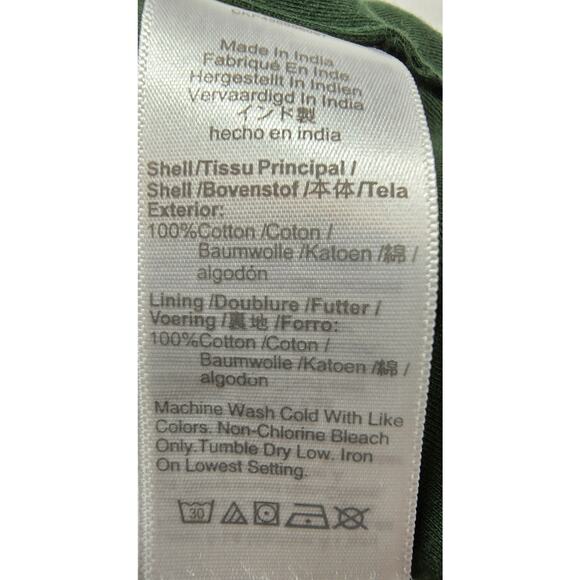 Made In India
Fabriqué En Inde
Hergestellt In Indien
Vervaardigd In India
インド製
hecho en india
Shell/Tissu Principal/
Shell/Bovenstof/本体/Tela
Exterior:
100%Cotton/Coton/
Baumwolle/Katoen/綿/
algodón
Lining/Doublure/Futter/
Voering/裏地/Forro:
100%Cotton/Coton/
Baumwolle/Katoen/綿/
algodón
Machine Wash Cold With Like
Colors. Non-Chlorine Bleach
Only.Tumble Dry Low. Iron
On Lowest Setting.
30